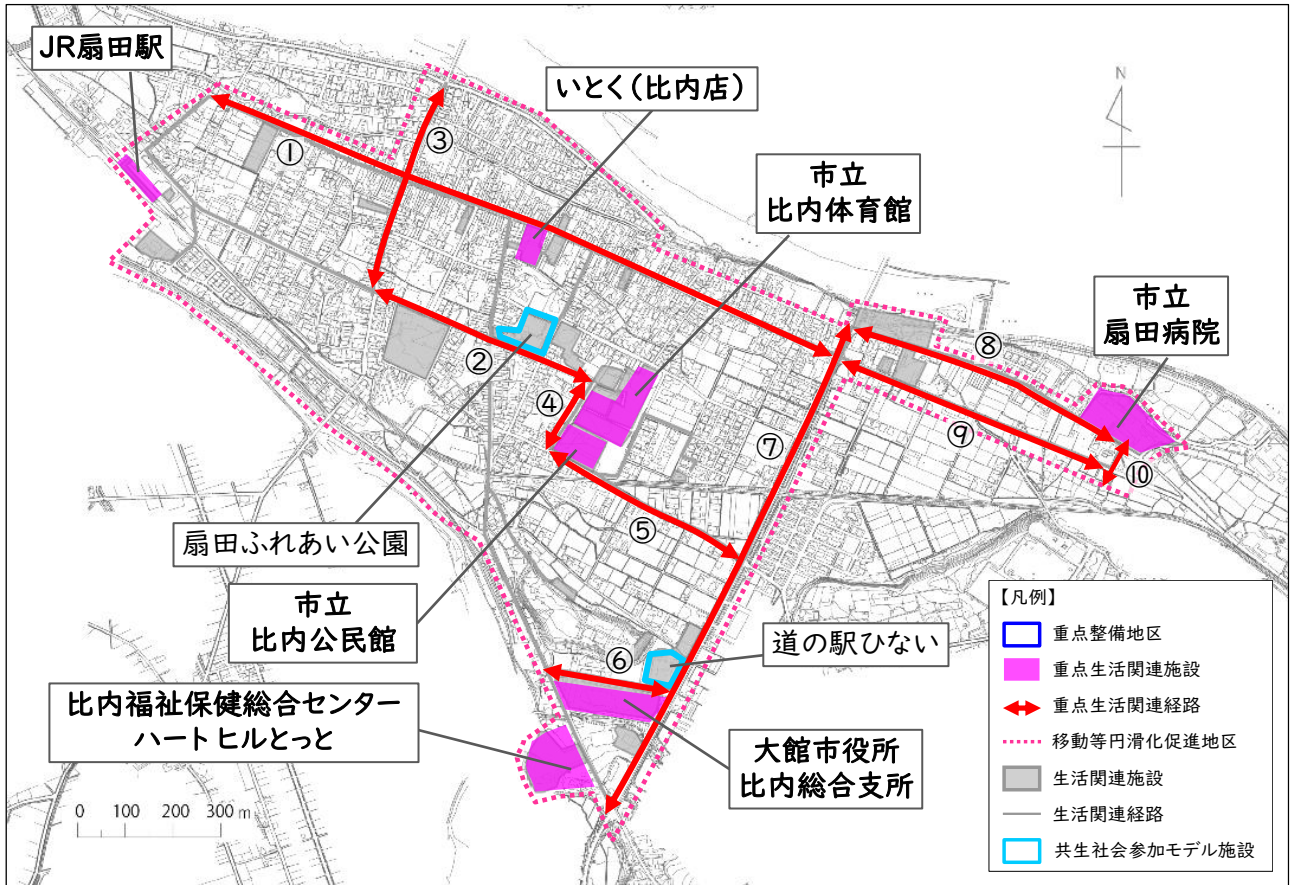 JR扇田駅
いとく(比内店)
N
①
③
市立
比内体育館
市立
扇田病院
②
④
⑦
⑧
⑨
⑩
⑤
扇田ふれあい公園
市立
比内公民館
⑥
道の駅ひない
比内福祉保健総合センター
ハートヒルとっと
大館市役所
比内総合支所
0 100 200 300 m
【凡例】
重点整備地区
重点生活関連施設
重点生活関連経路
移動等円滑化促進地区
生活関連施設
生活関連経路
共生社会参加モデル施設